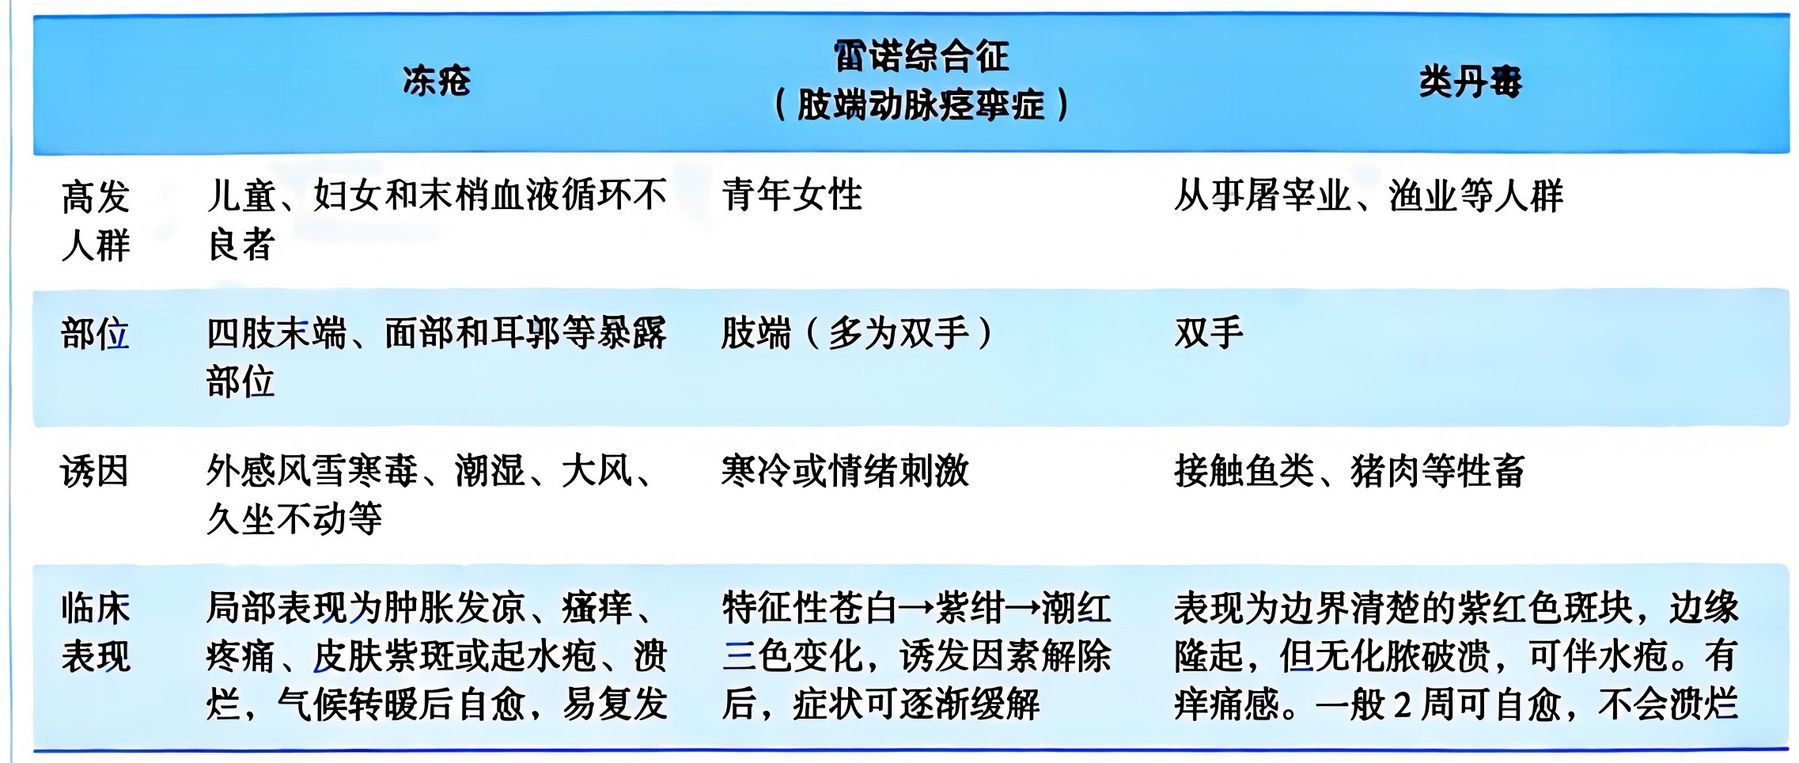 冻疮
雷诺综合征
（肢端动脉痉挛症）
类丹毒
高发
人群
儿童、妇女和末梢血液循环不
良者
青年女性
从事屠宰业、渔业等人群
部位
四肢末端、面部和耳郭等暴露
部位
肢端（多为双手）
双手
诱因
外感风雪寒毒、潮湿、大风、
久坐不动等
寒冷或情绪刺激
接触鱼类、猪肉等牲畜
临床
表现
局部表现为肿胀发凉、瘙痒、
疼痛、皮肤紫斑或起水疱、溃
烂，气候转暖后自愈，易复发
特征性苍白→紫绀→潮红
三色变化，诱发因素解除
后，症状可逐渐缓解
表现为边界清楚的紫红色斑块，边缘
隆起，但无化脓破溃，可伴水疱。有
痒痛感。一般2周可自愈，不会溃烂